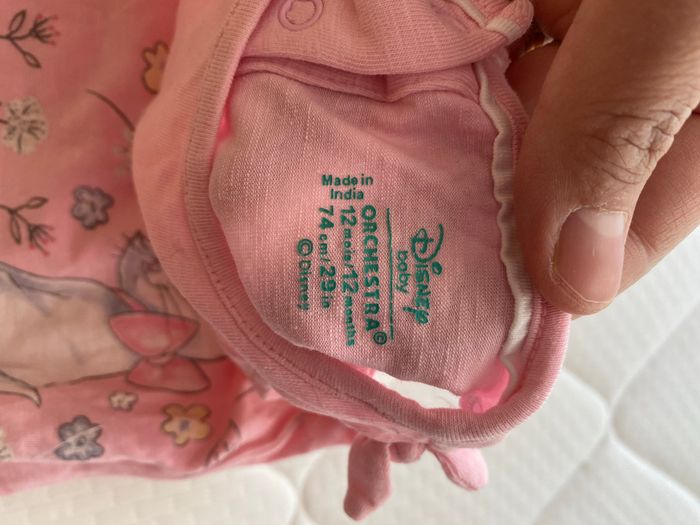 Disney
baby
ORCHESTRA®
12 mois/12 months
74 cm/29 in
© Disney
Made in
India